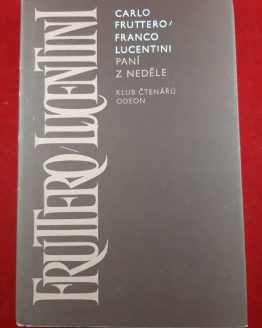 CARLO
FRUTTERO/
FRANCO
LUCENTINI
PANÍ
Z NEDĚLE
KLUB ČTENÁŘŮ
ODEON
FRUTTERO/LUCENTINI